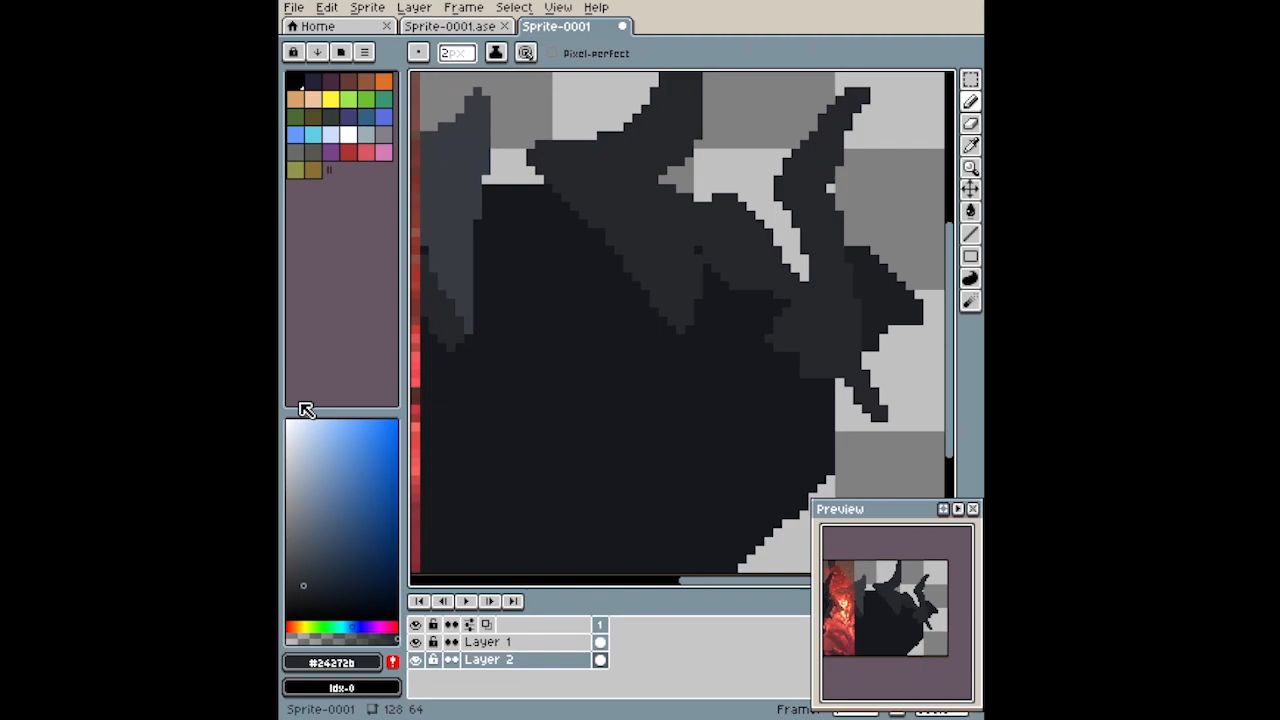 File Edit Sprite Layer Frame Select View Help
Home Sprite-0001.ase Sprite-0001
2px Pixel-perfect
Preview
1
Layer 1
Layer 2
#24272b
Idx-0
Sprite-0001 128 64 Frame